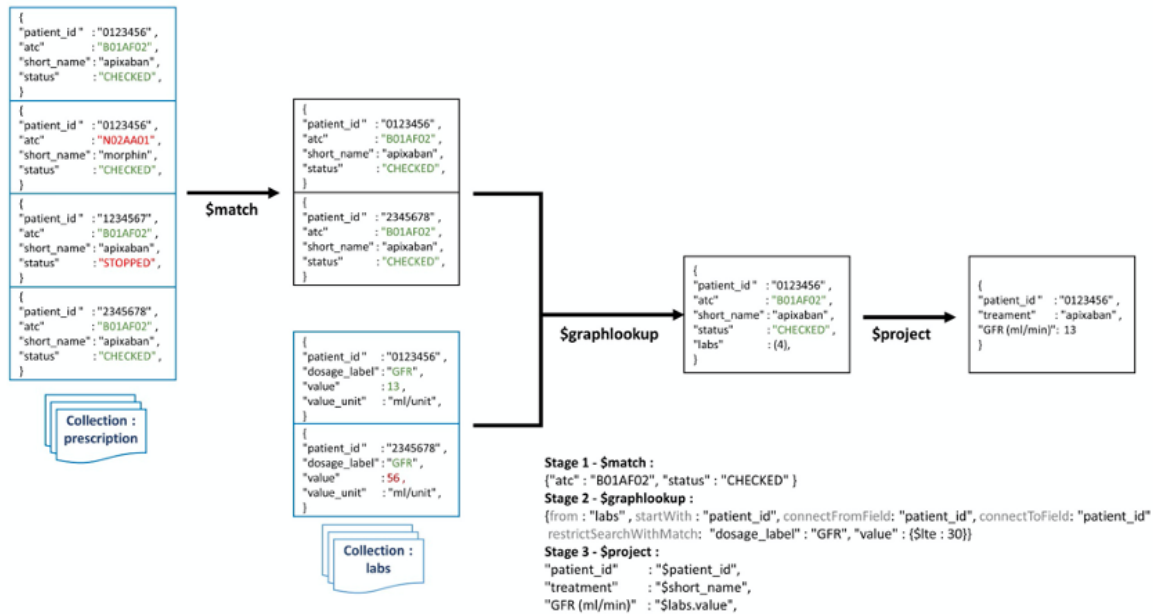 {
"patient_id" : "0123456" ,
"atc" : "B01AF02" ,
"short_name" : "apixaban" ,
"status" : "CHECKED" ,
}
{
"patient_id" : "0123456" ,
"atc" : "N02AA01" ,
"short_name" : "morphin" ,
"status" : "CHECKED" ,
}
{
"patient_id" : "1234567" ,
"atc" : "B01AF02" ,
"short_name" : "apixaban" ,
"status" : "STOPPED" ,
}
{
"patient_id" : "2345678" ,
"atc" : "B01AF02" ,
"short_name" : "apixaban" ,
"status" : "CHECKED" ,
}
Collection :
prescription
$match
{
"patient_id" : "0123456" ,
"atc" : "B01AF02" ,
"short_name" : "apixaban" ,
"status" : "CHECKED" ,
}
{
"patient_id" : "2345678" ,
"atc" : "B01AF02" ,
"short_name" : "apixaban" ,
"status" : "CHECKED" ,
}
{
"patient_id" : "0123456" ,
"dosage_label" : "GFR" ,
"value" : 13 ,
"value_unit" : "ml/unit" ,
}
{
"patient_id" : "2345678" ,
"dosage_label" : "GFR" ,
"value" : 56 ,
"value_unit" : "ml/unit" ,
}
Collection :
labs
$graphlookup
{
"patient_id" : "0123456" ,
"atc" : "B01AF02" ,
"short_name" : "apixaban" ,
"status" : "CHECKED" ,
"labs" : (4),
}
$project
{
"patient_id" : "0123456" ,
"treament" : "apixaban" ,
"GFR (ml/min)" : 13
}
Stage 1 - $match :
{"atc" : "B01AF02", "status" : "CHECKED" }
Stage 2 - $graphlookup :
{from : "labs" , startWith : "patient_id", connectFromField: "patient_id", connectToField: "patient_id"
restrictSearchWithMatch: "dosage_label" : "GFR", "value" : {$lte : 30}}
Stage 3 - $project :
"patient_id" : "$patient_id",
"treatment" : "$short_name",
"GFR (ml/min)" : "$labs.value",